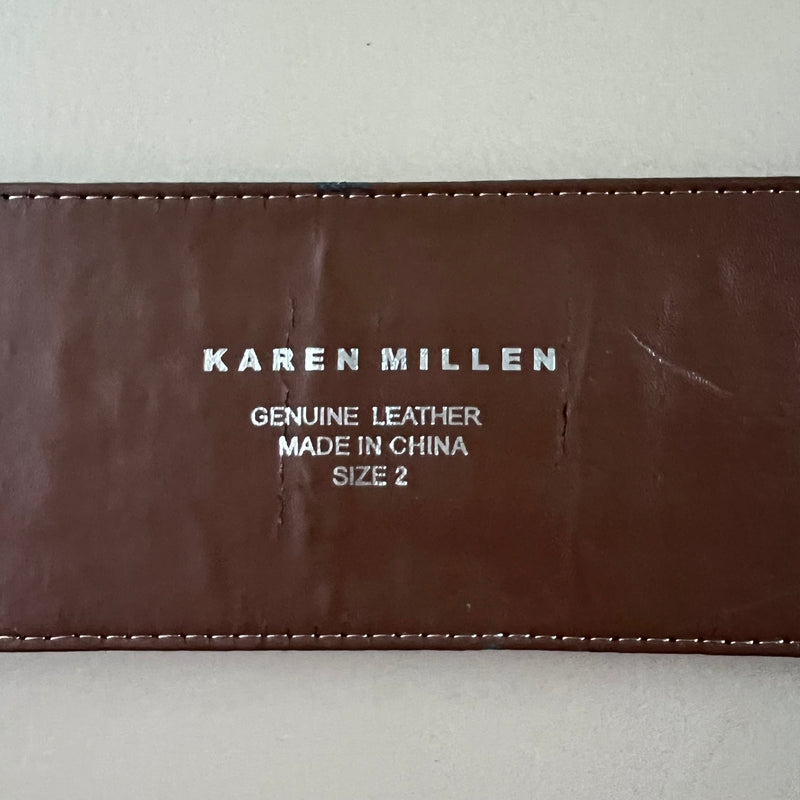 KAREN MILLEN
GENUINE LEATHER
MADE IN CHINA
SIZE 2